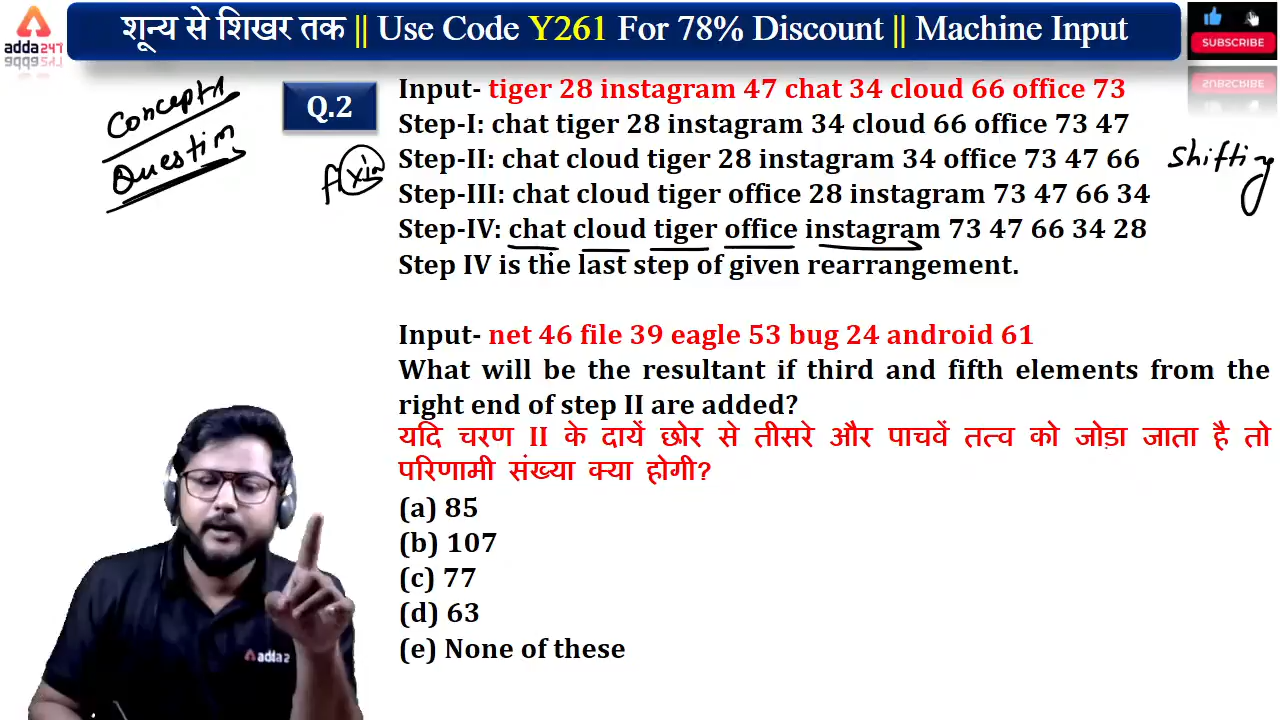 adda247
शून्य से शिखर तक || Use Code Y261 For 78% Discount || Machine Input
SUBSCRIBE
Concept
Question
Q.2
f(xin
Shifting
Input- tiger 28 instagram 47 chat 34 cloud 66 office 73
Step-I: chat tiger 28 instagram 34 cloud 66 office 73 47
Step-II: chat cloud tiger 28 instagram 34 office 73 47 66
Step-III: chat cloud tiger office 28 instagram 73 47 66 34
Step-IV: chat cloud tiger office instagram 73 47 66 34 28
Step IV is the last step of given rearrangement.
Input- net 46 file 39 eagle 53 bug 24 android 61
What will be the resultant if third and fifth elements from the
right end of step II are added?
यदि चरण II के दायें छोर से तीसरे और पाचवें तत्व को जोड़ा जाता है तो
परिणामी संख्या क्या होगी?
(a) 85
(b) 107
(c) 77
(d) 63
(e) None of these
adda2